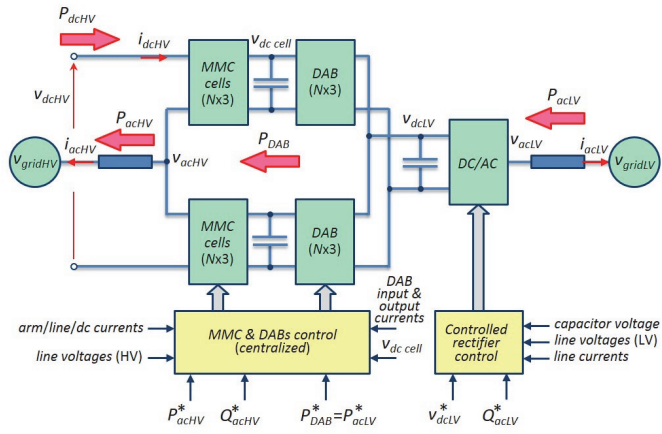 P_dcHV
i_dcHV
v_dc cell
MMC
cells
(Nx3)
DAB
(Nx3)
v_dcHV
P_acHV
i_acHV
v_gridHV
v_acHV
P_DAB
v_dcLV
DC/AC
P_acLV
v_acLV
i_acLV
v_gridLV
MMC
cells
(Nx3)
DAB
(Nx3)
DAB
input &
output
currents
arm/line/dc currents
line voltages (HV)
MMC & DABs control
(centralized)
v_dc cell
Controlled
rectifier
control
capacitor voltage
line voltages (LV)
line currents
P*_acHV
Q*_acHV
P*_DAB=P*_acLV
v*_dcLV
Q*_acLV